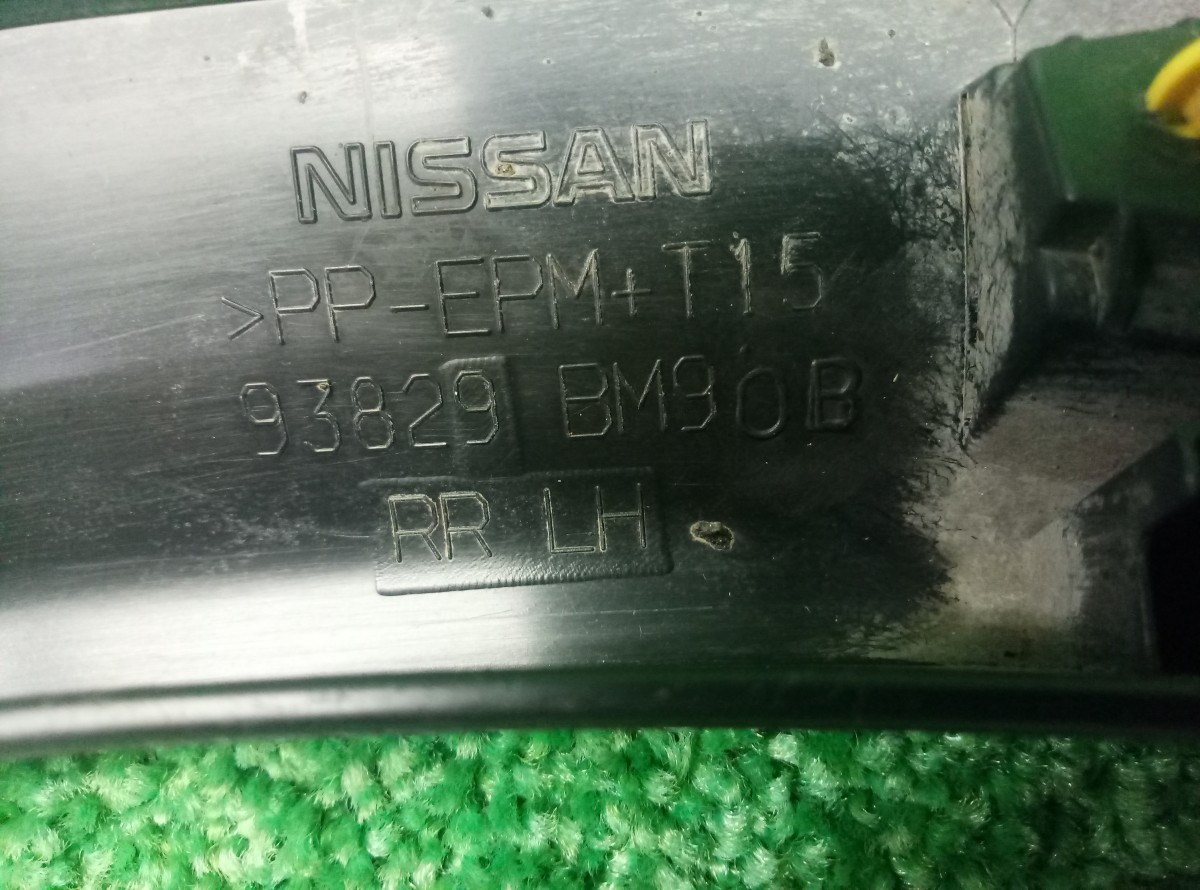 NISSAN
>PP-EPM+T15
93829 BM90B
RR LH